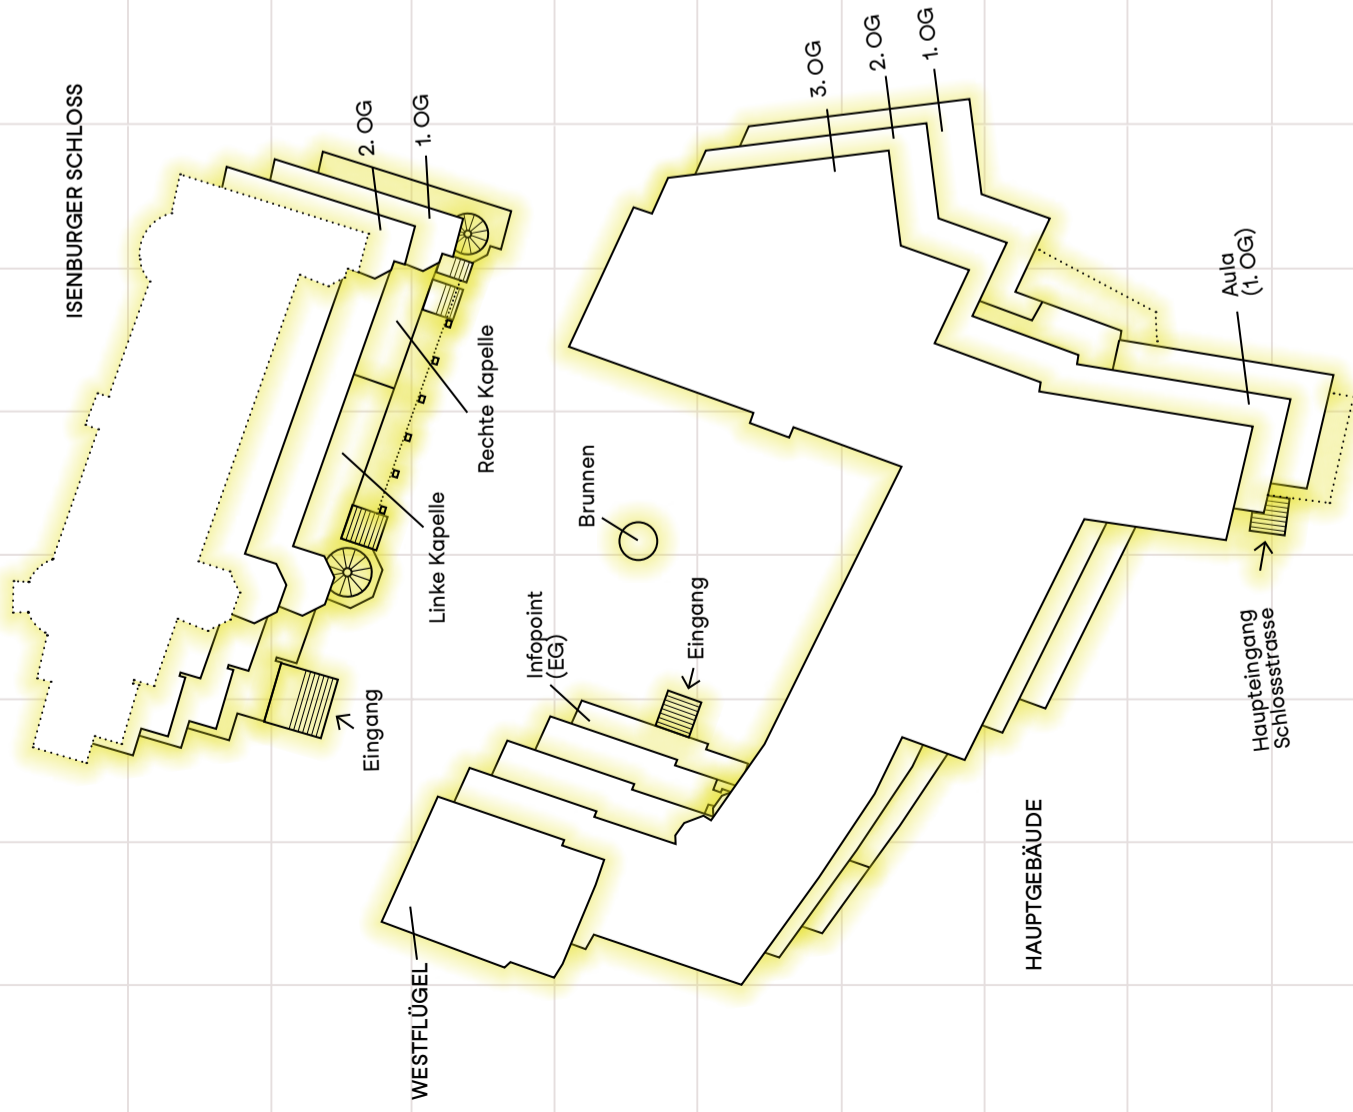 ISENBURGER SCHLOSS
2. OG
1. OG
Rechte Kapelle
Linke Kapelle
Eingang
3. OG
2. OG
1. OG
Aula
(1. OG)
Brunnen
Infopoint
(EG)
Eingang
Haupteingang
Schlossstrasse
HAUPTGEBÄUDE
WESTFLÜGEL